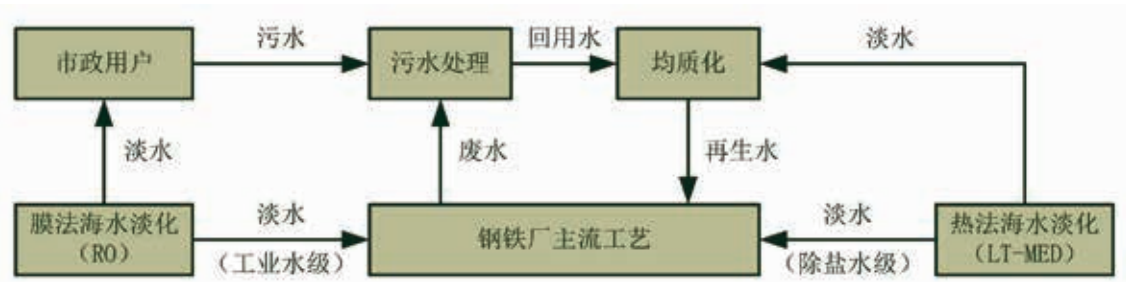 污水
回用水
淡水
市政用户
污水处理
均质化
淡水
废水
再生水
膜法海水淡化
（RO）
淡水
（工业水级）
钢铁厂主流工艺
淡水
（除盐水级）
热法海水淡化
（LT-MED）